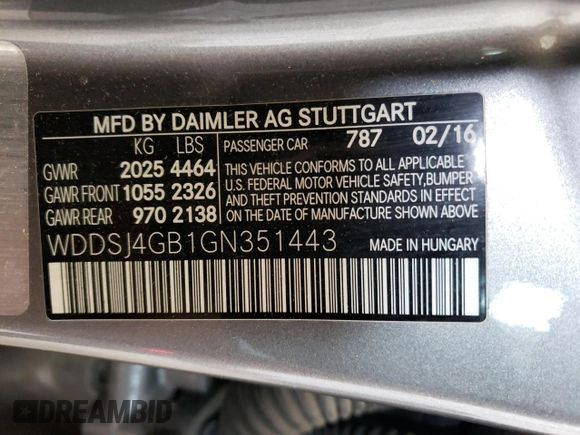 MFD BY DAIMLER AG STUTTGART
KG LBS PASSENGER CAR 787 02/16
GVWR 2025 4464
GAWR FRONT 1055 2326
GAWR REAR 970 2138
THIS VEHICLE CONFORMS TO ALL APPLICABLE
U.S. FEDERAL MOTOR VEHICLE SAFETY, BUMPER
AND THEFT PREVENTION STANDARDS IN EFFECT
ON THE DATE OF MANUFACTURE SHOWN ABOVE.
WDDSJ4GB1GN351443 MADE IN HUNGARY
DREAMBID